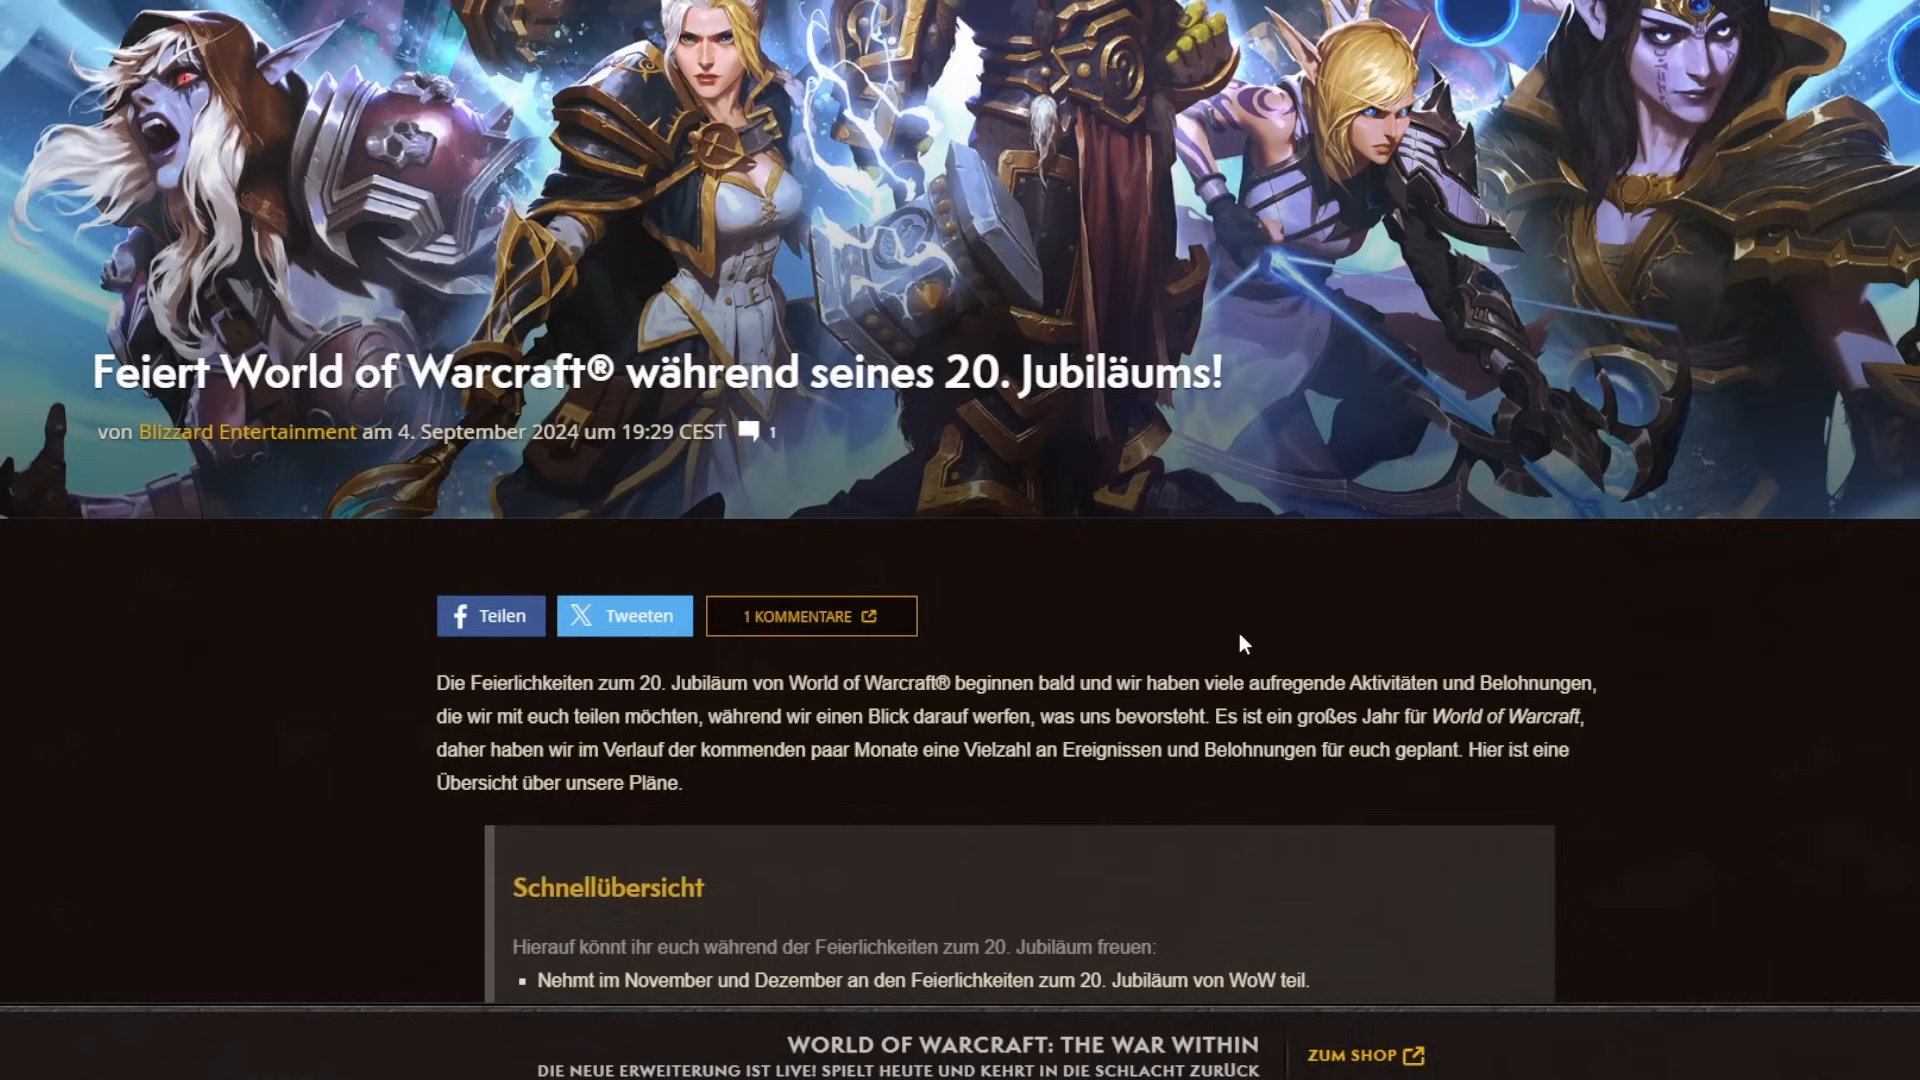 Feiert World of Warcraft® während seines 20. Jubiläums!
von Blizzard Entertainment am 4. September 2024 um 19:29 CEST 1
Teilen
Tweeten
1 KOMMENTARE
Die Feierlichkeiten zum 20. Jubiläum von World of Warcraft® beginnen bald und wir haben viele aufregende Aktivitäten und Belohnungen,
die wir mit euch teilen möchten, während wir einen Blick darauf werfen, was uns bevorsteht. Es ist ein großes Jahr für World of Warcraft,
daher haben wir im Verlauf der kommenden paar Monate eine Vielzahl an Ereignissen und Belohnungen für euch geplant. Hier ist eine
Übersicht über unsere Pläne.
Schnellübersicht
Hierauf könnt ihr euch während der Feierlichkeiten zum 20. Jubiläum freuen:
▪ Nehmt im November und Dezember an den Feierlichkeiten zum 20. Jubiläum von WoW teil.
WORLD OF WARCRAFT: THE WAR WITHIN
DIE NEUE ERWEITERUNG IST LIVE! SPIELT HEUTE UND KEHRT IN DIE SCHLACHT ZURÜCK
ZUM SHOP